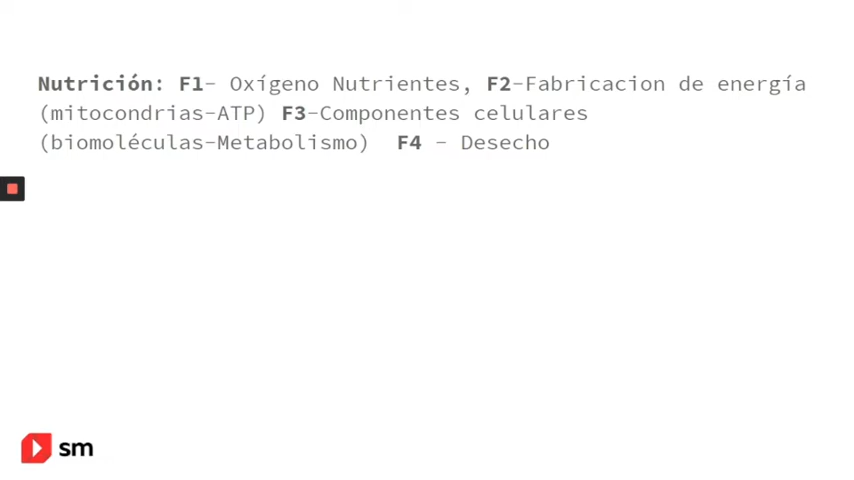 Nutrición: F1- Oxígeno Nutrientes, F2-Fabricacion de energía
(mitocondrias-ATP) F3-Componentes celulares
(biomoléculas-Metabolismo) F4 - Desecho
sm